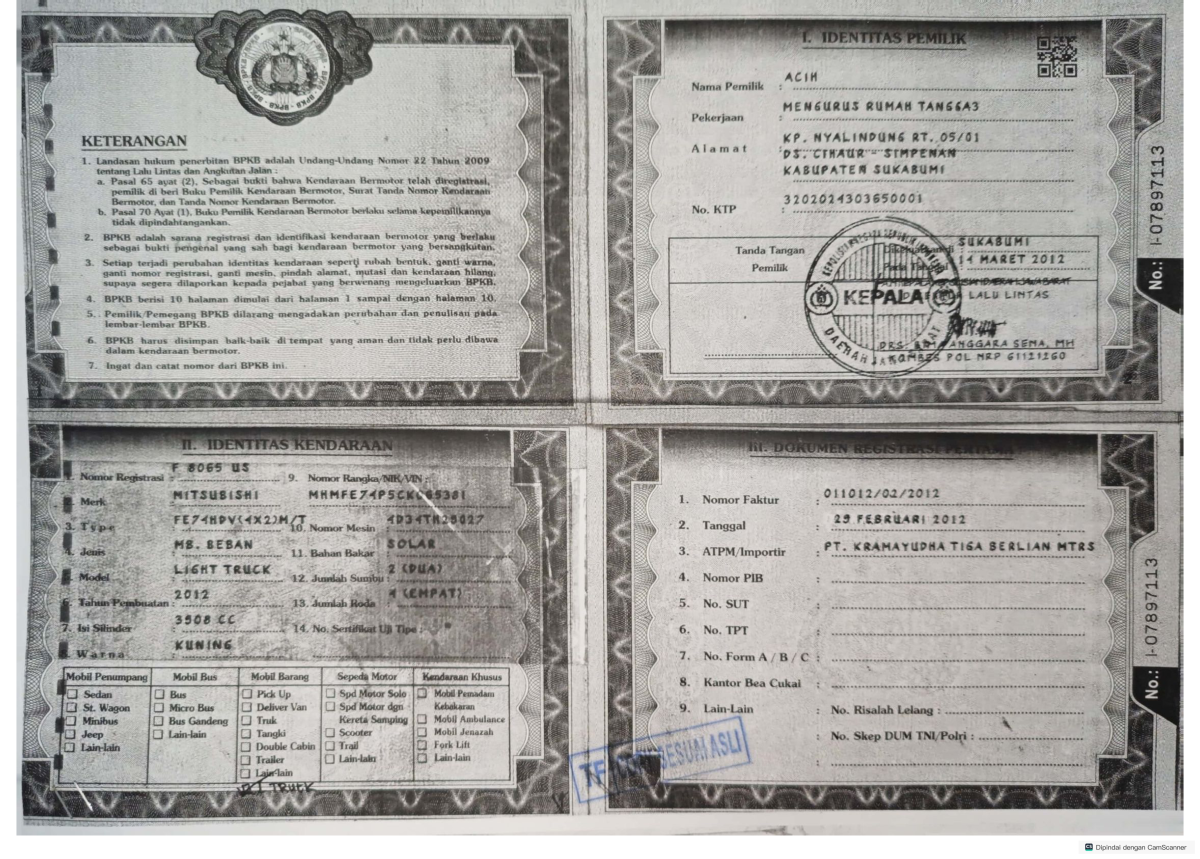 KETERANGAN
1. Landasan hukum penerbitan BPKB adalah Undang-Undang Nomor 22 Tahun 2009
tentang Lalu Lintas dan Angkutan Jalan :
a. Pasal 65 ayat (2), Sebagai bukti bahwa Kendaraan Bermotor telah diregistrasi,
pemilik di beri Buku Pemilik Kendaraan Bermotor, Surat Tanda Nomor Kendaraan
Bermotor, dan Tanda Nomor Kendaraan Bermotor.
b. Pasal 70 Ayat (1), Buku Pemilik Kendaraan Bermotor berlaku selama kepemilikannya
tidak dipindahtangankan.
2. BPKB adalah sarana registrasi dan identifikasi kendaraan bermotor yang berlaku
sebagai bukti pengenal yang sah bagi kendaraan bermotor yang bersangkutan.
3. Setiap terjadi perubahan identitas kendaraan seperti rubah bentuk, ganti warna,
ganti nomor registrasi, ganti mesin, pindah alamat, mutasi dan kendaraan hilang,
supaya segera dilaporkan kepada pejabat yang berwenang mengeluarkan BPKB.
4. BPKB berisi 10 halaman dimulai dari halaman 1 sampai dengan halaman 10.
5. Pemilik/Pemegang BPKB dilarang mengadakan perubahan dan penulisan pada
lembar-lembar BPKB.
6. BPKB harus disimpan baik-baik di tempat yang aman dan tidak perlu dibawa
dalam kendaraan bermotor.
7. Ingat dan catat nomor dari BPKB ini.
I. IDENTITAS PEMILIK
Nama Pemilik : ACIH
Pekerjaan : MENGURUS RUMAH TANGGA3
Alamat : KP. NYALINDUNG RT. 05/01
DS. CIHAUR - SIMPENAN
KABUPATEN SUKABUMI
No. KTP : 3202024303650001
Tanda Tangan
Pemilik
SUKABUMI
Pada Tanggal 14 MARET 2012
LALU LINTAS
KEPALA
DAERAH JAWA BARAT
ANGGARA SENA, MH
KOMBES POL NRP 61121260
No.: I-07897113
II. IDENTITAS KENDARAAN
1. Nomor Registrasi : F 8065 US
2. Merk MITSUBISHI
3. Type FE74HDV(4X2)M/T
4. Jenis MB. BEBAN
5. Model LIGHT TRUCK
6. Tahun Pembuatan : 2012
7. Isi Silinder : 3908 CC
8. Warna KUNING
9. Nomor Rangka/NIK/VIN :
10. Nomor Mesin
11. Bahan Bakar : SOLAR
12. Jumlah Sumbu : 2 (DUA)
13. Jumlah Roda : 4 (EMPAT)
14. No. Sertifikat Uji Tipe :
Mobil Penumpang
Sedan
St. Wagon
Minibus
Jeep
Lain-lain
Mobil Bus
Bus
Micro Bus
Bus Gandeng
Lain-lain
Mobil Barang
Pick Up
Deliver Van
Truk
Tangki
Double Cabin
Trailer
Lain-lain
TRUCK
Sepeda Motor
Spd Motor Solo
Spd Motor dgn
Kereta Samping
Scooter
Trail
Lain-lain
Kendaraan Khusus
Mobil Pemadam
Kebakaran
Mobil Ambulance
Mobil Jenazah
Fork Lift
Lain-lain
III. DOKUMEN REGISTRASI PERTAMA
1. Nomor Faktur : 011012/02/2012
2. Tanggal : 29 FEBRUARI 2012
3. ATPM/Importir : PT. KRAMAYUDHA TIGA BERLIAN MTRS
4. Nomor PIB :
5. No. SUT :
6. No. TPT :
7. No. Form A / B / C :
8. Kantor Bea Cukai :
9. Lain-Lain : No. Risalah Lelang :
: No. Skep DUM TNI/Polri :
:
SESUAI ASLI
No.: I-07897113
Dipindai dengan CamScanner